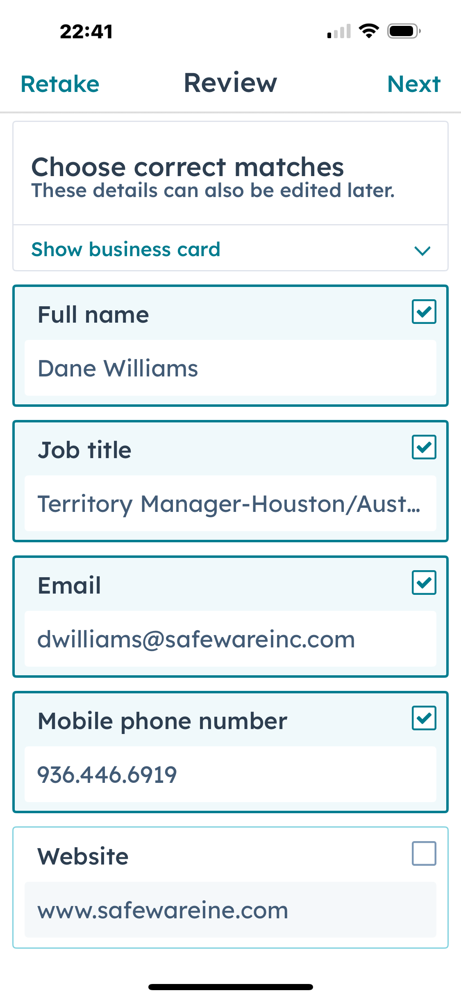 22:41
Retake Review Next
Choose correct matches
These details can also be edited later.
Show business card
Full name
Dane Williams
Job title
Territory Manager-Houston/Aust...
Email
dwilliams@safewareinc.com
Mobile phone number
936.446.6919
Website
www.safewareine.com